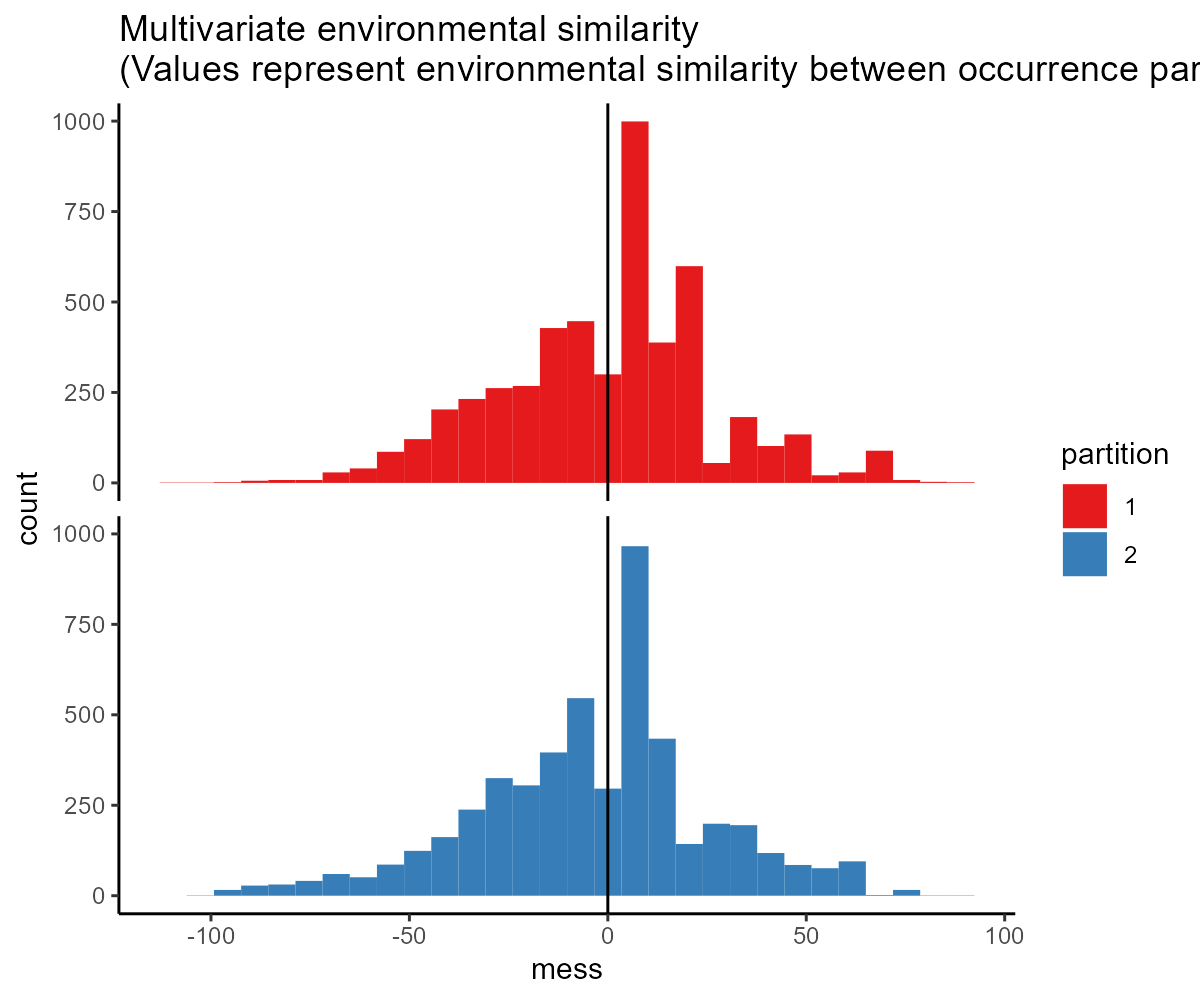 Multivariate environmental similarity
(Values represent environmental similarity between occurrence par
1000
750
500
250
0
1000
750
500
250
0
count
-100 -50 0 50 100
mess
partition
1
2